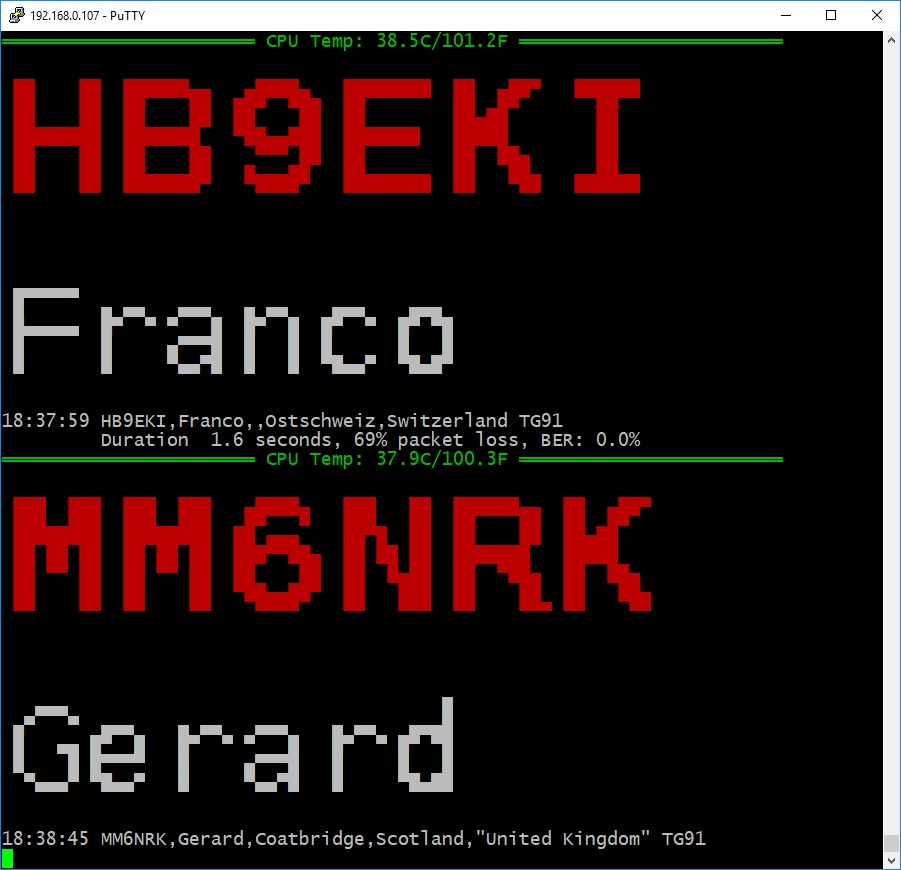 192.168.0.107 - PuTTY
CPU Temp: 38.5C/101.2F
HB9EKI
Franco
18:37:59 HB9EKI,Franco,,Ostschweiz,Switzerland TG91
Duration  1.6 seconds, 69% packet loss, BER: 0.0%
CPU Temp: 37.9C/100.3F
MM6NRK
Gerard
18:38:45 MM6NRK,Gerard,Coatbridge,Scotland,"United Kingdom" TG91